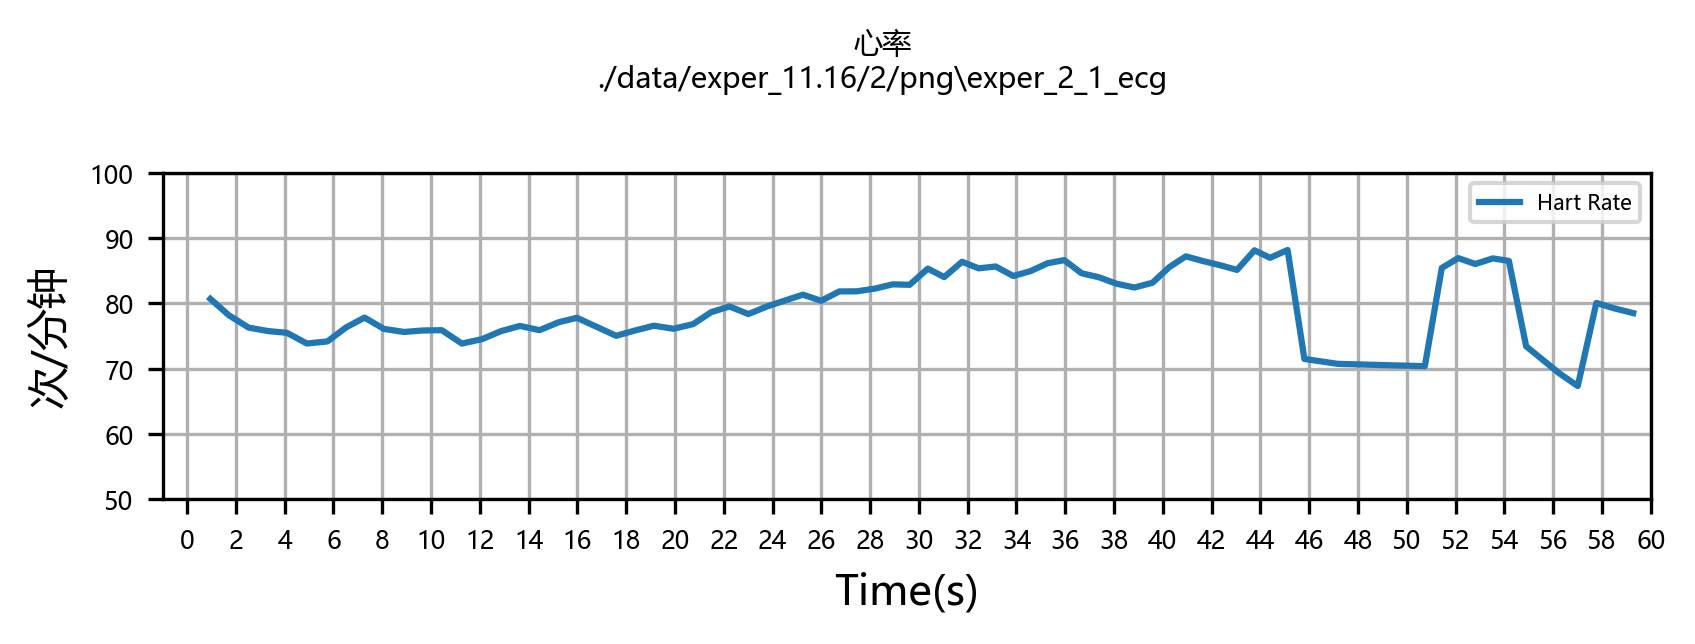 心率
./data/exper_11.16/2/png\exper_2_1_ecg
100
90
80
70
60
50
次/分钟
Hart Rate
0 2 4 6 8 10 12 14 16 18 20 22 24 26 28 30 32 34 36 38 40 42 44 46 48 50 52 54 56 58 60
Time(s)